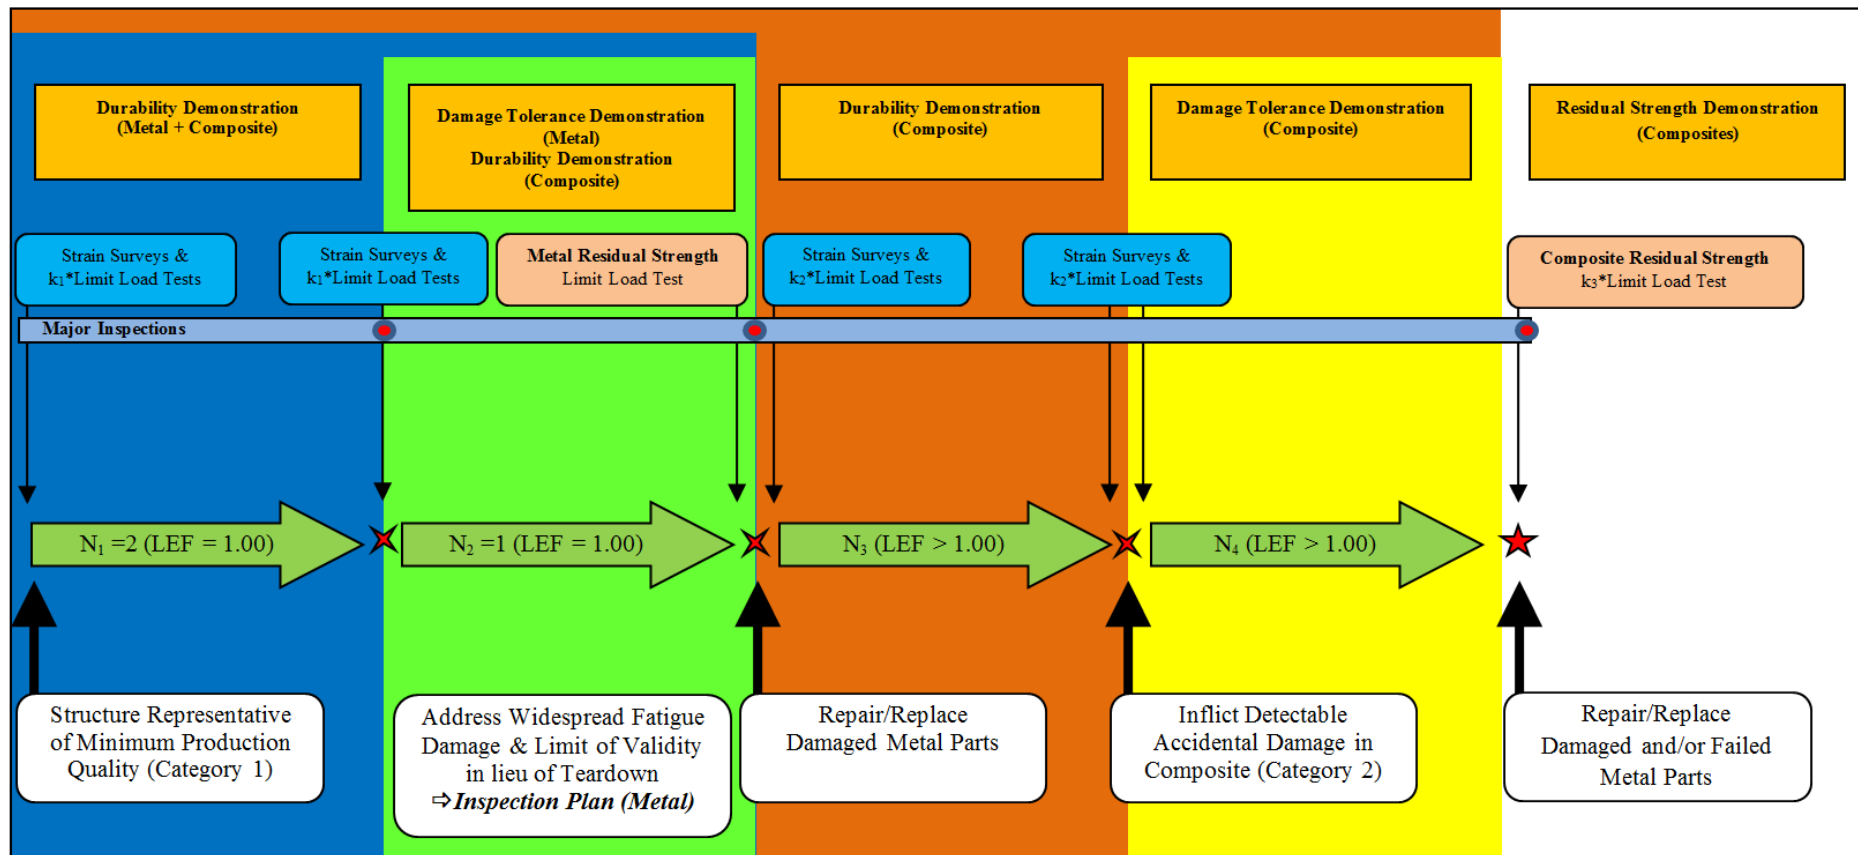 Durability Demonstration
(Metal + Composite)
Damage Tolerance Demonstration
(Metal)
Durability Demonstration
(Composite)
Durability Demonstration
(Composite)
Damage Tolerance Demonstration
(Composite)
Residual Strength Demonstration
(Composites)
Strain Surveys &
k₁*Limit Load Tests
Strain Surveys &
k₁*Limit Load Tests
Metal Residual Strength
Limit Load Test
Strain Surveys &
k₂*Limit Load Tests
Strain Surveys &
k₂*Limit Load Tests
Composite Residual Strength
k₃*Limit Load Test
Major Inspections
N₁ =2 (LEF = 1.00)
N₂ =1 (LEF = 1.00)
N₃ (LEF > 1.00)
N₄ (LEF > 1.00)
Structure Representative
of Minimum Production
Quality (Category 1)
Address Widespread Fatigue
Damage & Limit of Validity
in lieu of Teardown
⇨Inspection Plan (Metal)
Repair/Replace
Damaged Metal Parts
Inflict Detectable
Accidental Damage in
Composite (Category 2)
Repair/Replace
Damaged and/or Failed
Metal Parts